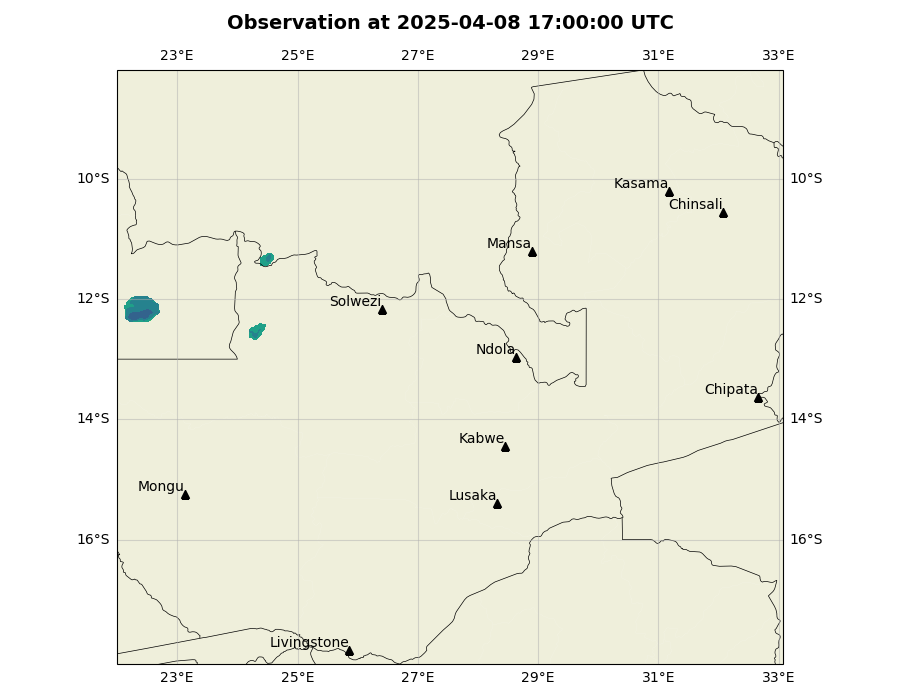 Observation at 2025-04-08 17:00:00 UTC
23°E 25°E 27°E 29°E 31°E 33°E
10°S 10°S
Kasama
Chinsali
Mansa
12°S 12°S
Solwezi
Ndola
Chipata
14°S 14°S
Kabwe
Mongu
Lusaka
16°S 16°S
Livingstone
23°E 25°E 27°E 29°E 31°E 33°E